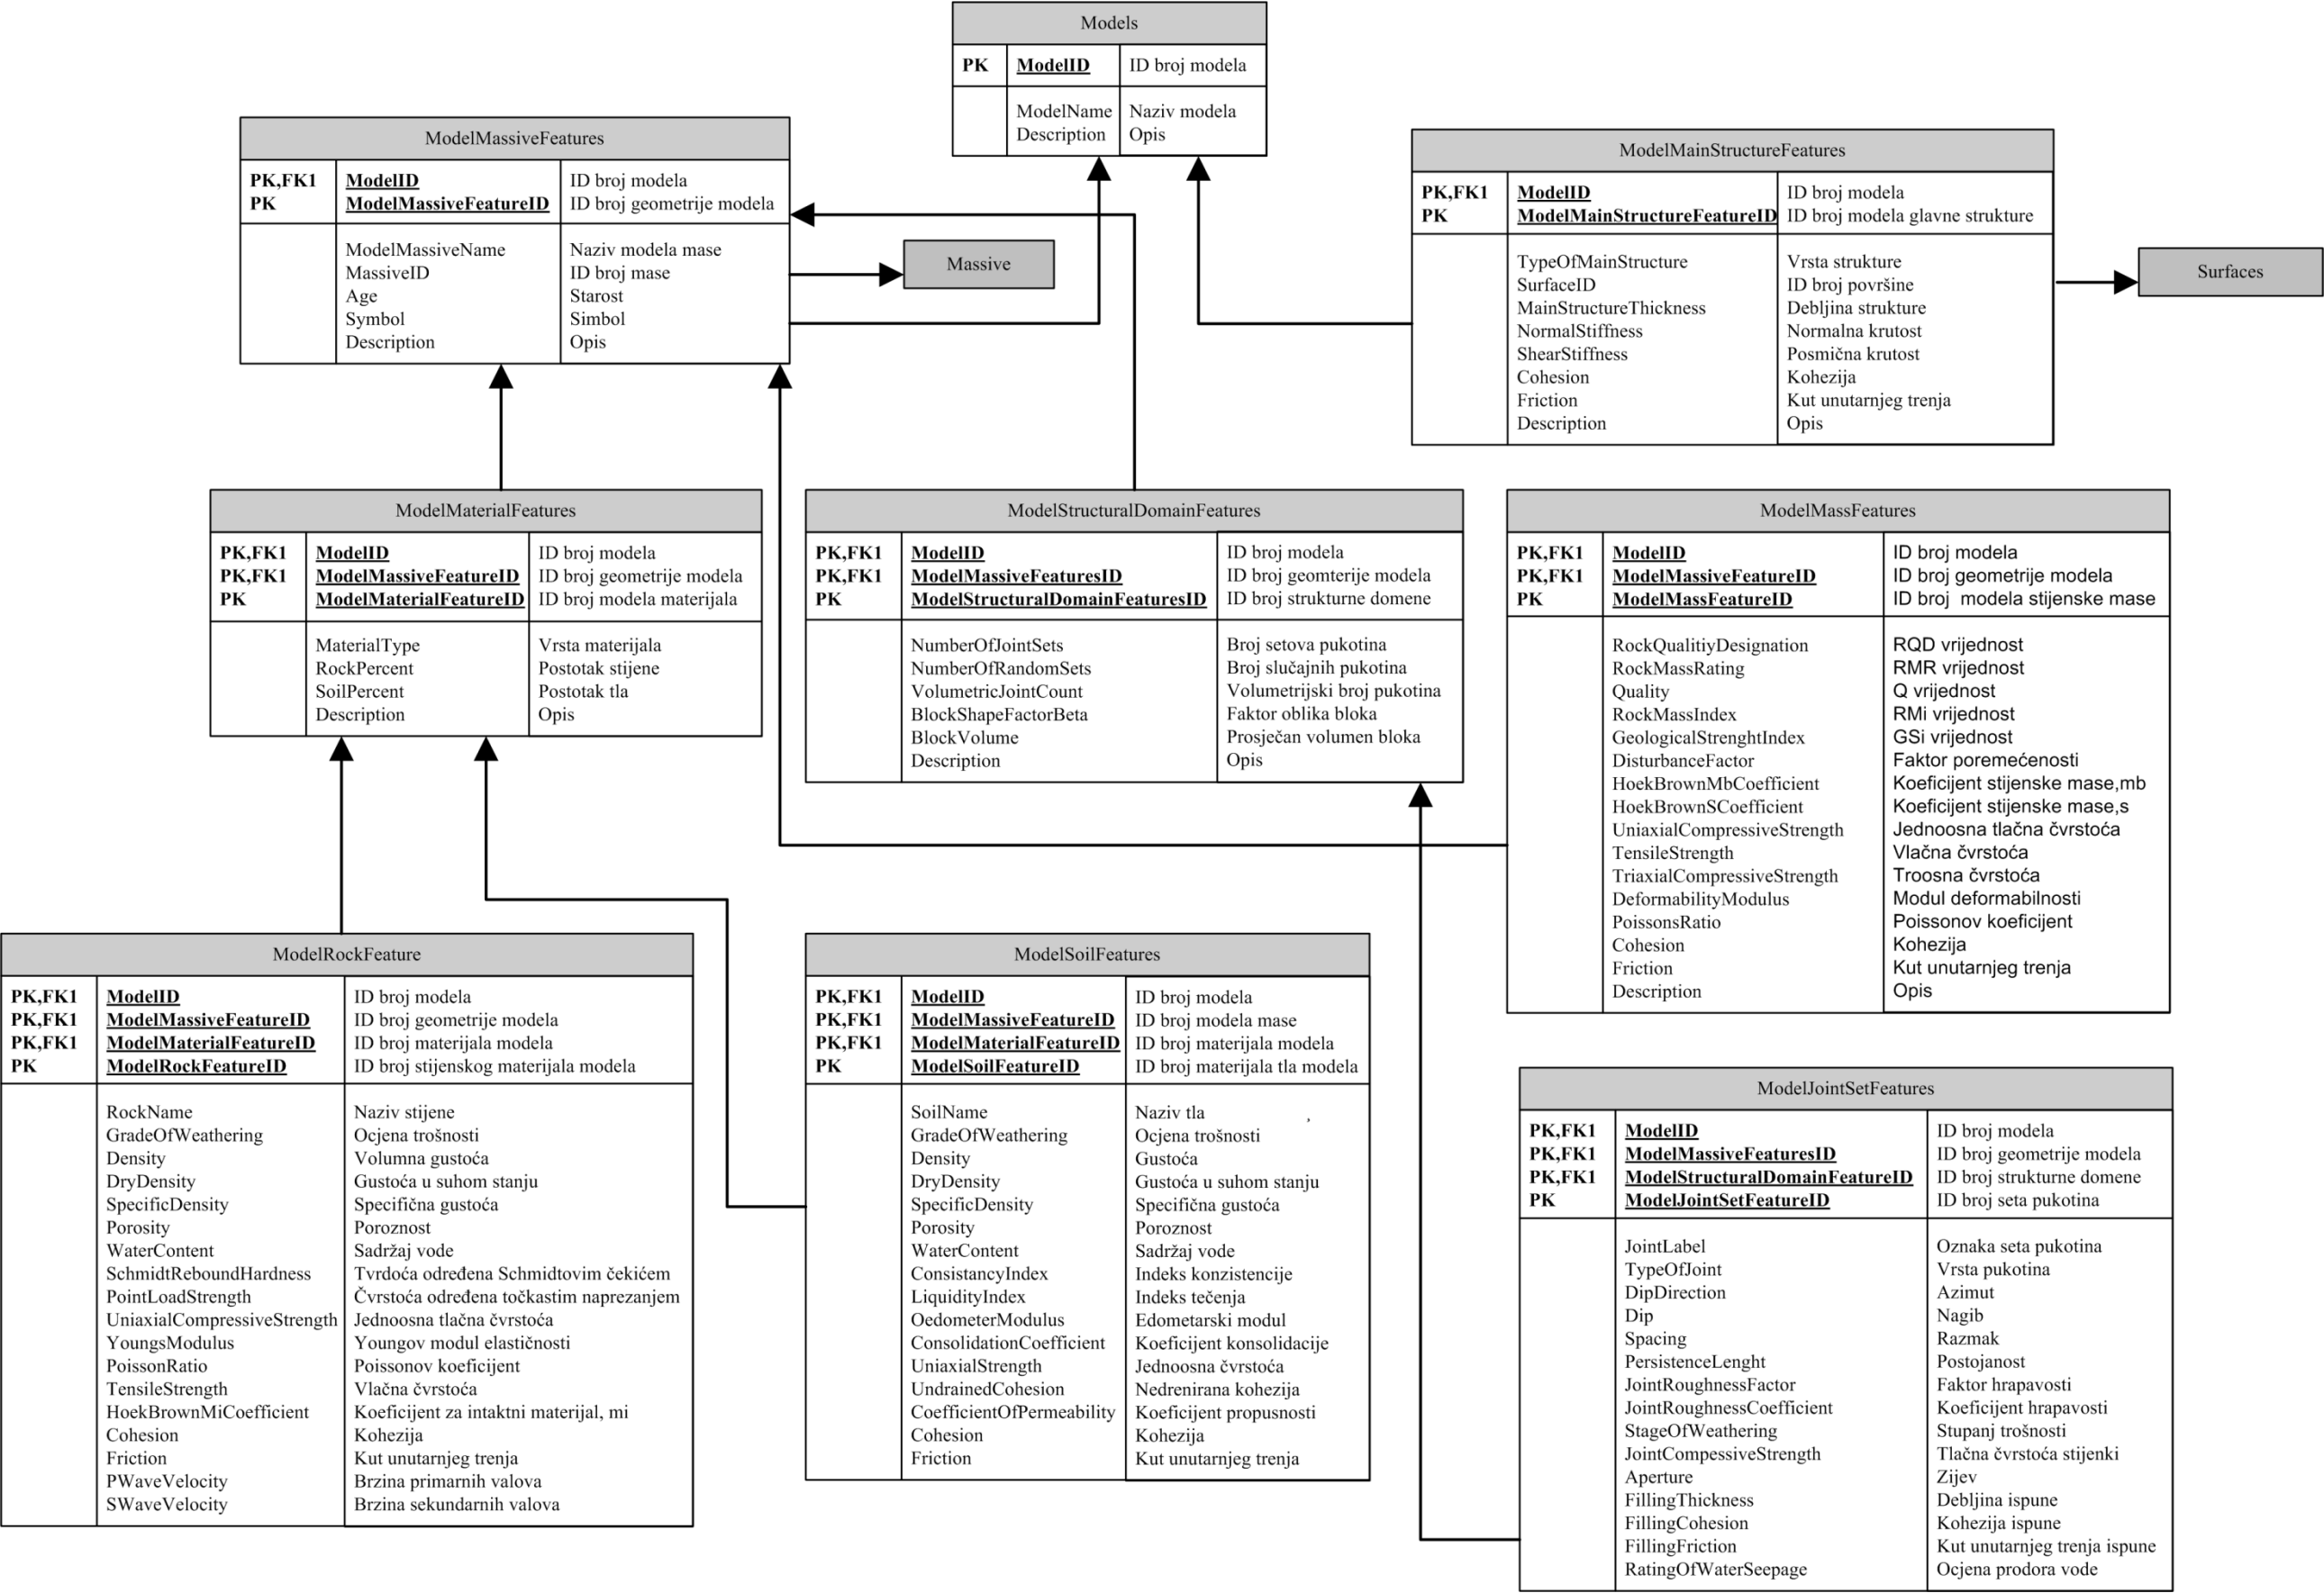 Models
PK ModelID ID broj modela
ModelName Naziv modela
Description Opis
ModelMassiveFeatures
PK,FK1 ModelID ID broj modela
PK ModelMassiveFeatureID ID broj geometrije modela
ModelMassiveName Naziv modela mase
MassiveID ID broj mase
Age Starost
Symbol Simbol
Description Opis
Massive
ModelMainStructureFeatures
PK,FK1 ModelID ID broj modela
PK ModelMainStructureFeatureID ID broj modela glavne strukture
TypeOfMainStructure Vrsta strukture
SurfaceID ID broj površine
MainStructureThickness Debljina strukture
NormalStiffness Normalna krutost
ShearStiffness Posmična krutost
Cohesion Kohezija
Friction Kut unutarnjeg trenja
Description Opis
Surfaces
ModelMaterialFeatures
PK,FK1 ModelID ID broj modela
PK,FK1 ModelMassiveFeatureID ID broj geometrije modela
PK ModelMaterialFeatureID ID broj modela materijala
MaterialType Vrsta materijala
RockPercent Postotak stijene
SoilPercent Postotak tla
Description Opis
ModelStructuralDomainFeatures
PK,FK1 ModelID ID broj modela
PK,FK1 ModelMassiveFeaturesID ID broj geomterije modela
PK ModelStructuralDomainFeaturesID ID broj strukturne domene
NumberOfJointSets Broj setova pukotina
NumberOfRandomSets Broj slučajnih pukotina
VolumetricJointCount Volumetrijski broj pukotina
BlockShapeFactorBeta Faktor oblika bloka
BlockVolume Prosječan volumen bloka
Description Opis
ModelMassFeatures
PK,FK1 ModelID ID broj modela
PK,FK1 ModelMassiveFeatureID ID broj geometrije modela
PK ModelMassFeatureID ID broj modela stijenske mase
RockQualitiyDesignation RQD vrijednost
RockMassRating RMR vrijednost
Quality Q vrijednost
RockMassIndex RMi vrijednost
GeologicalStrenghtIndex GSi vrijednost
DisturbanceFactor Faktor poremećenosti
HoekBrownMbCoefficient Koeficijent stijenske mase,mb
HoekBrownSCoefficient Koeficijent stijenske mase,s
UniaxialCompressiveStrength Jednoosna tlačna čvrstoća
TensileStrength Vlačna čvrstoća
TriaxialCompressiveStrength Troosna čvrstoća
DeformabilityModulus Modul deformabilnosti
PoissonsRatio Poissonov koeficijent
Cohesion Kohezija
Friction Kut unutarnjeg trenja
Description Opis
ModelRockFeature
PK,FK1 ModelID ID broj modela
PK,FK1 ModelMassiveFeatureID ID broj geometrije modela
PK,FK1 ModelMaterialFeatureID ID broj materijala modela
PK ModelRockFeatureID ID broj stijenskog materijala modela
RockName Naziv stijene
GradeOfWeathering Ocjena trošnosti
Density Volumna gustoća
DryDensity Gustoća u suhom stanju
SpecificDensity Specifična gustoća
Porosity Poroznost
WaterContent Sadržaj vode
SchmidtReboundHardness Tvrdoća određena Schmidtovim čekićem
PointLoadStrength Čvrstoća određena točkastim naprezanjem
UniaxialCompressiveStrength Jednoosna tlačna čvrstoća
YoungsModulus Youngov modul elastičnosti
PoissonRatio Poissonov koeficijent
TensileStrength Vlačna čvrstoća
HoekBrownMiCoefficient Koeficijent za intaktni materijal, mi
Cohesion Kohezija
Friction Kut unutarnjeg trenja
PWaveVelocity Brzina primarnih valova
SWaveVelocity Brzina sekundarnih valova
ModelSoilFeatures
PK,FK1 ModelID ID broj modela
PK,FK1 ModelMassiveFeatureID ID broj modela mase
PK,FK1 ModelMaterialFeatureID ID broj materijala modela
PK ModelSoilFeatureID ID broj materijala tla modela
SoilName Naziv tla ,
GradeOfWeathering Ocjena trošnosti
Density Gustoća
DryDensity Gustoća u suhom stanju
SpecificDensity Specifična gustoća
Porosity Poroznost
WaterContent Sadržaj vode
ConsistancyIndex Indeks konzistencije
LiquidityIndex Indeks tečenja
OedometerModulus Edometarski modul
ConsolidationCoefficient Koeficijent konsolidacije
UniaxialStrength Jednoosna čvrstoća
UndrainedCohesion Nedrenirana kohezija
CoefficientOfPermeability Koeficijent propusnosti
Cohesion Kohezija
Friction Kut unutarnjeg trenja
ModelJointSetFeatures
PK,FK1 ModelID ID broj modela
PK,FK1 ModelMassiveFeaturesID ID broj geometrije modela
PK,FK1 ModelStructuralDomainFeatureID ID broj strukturne domene
PK ModelJointSetFeatureID ID broj seta pukotina
JointLabel Oznaka seta pukotina
TypeOfJoint Vrsta pukotina
DipDirection Azimut
Dip Nagib
Spacing Razmak
PersistenceLenght Postojanost
JointRoughnessFactor Faktor hrapavosti
JointRoughnessCoefficient Koeficijent hrapavosti
StageOfWeathering Stupanj trošnosti
JointCompessiveStrength Tlačna čvrstoća stijenki
Aperture Zijev
FillingThickness Debljina ispune
FillingCohesion Kohezija ispune
FillingFriction Kut unutarnjeg trenja ispune
RatingOfWaterSeepage Ocjena prodora vode